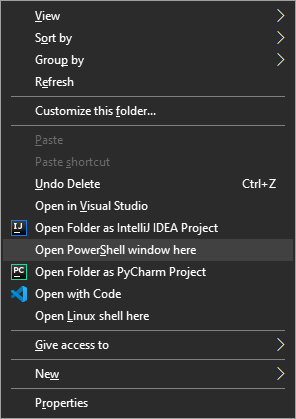 View
Sort by
Group by
Refresh
Customize this folder...
Paste
Paste shortcut
Undo Delete Ctrl+Z
Open in Visual Studio
IJ Open Folder as IntelliJ IDEA Project
Open PowerShell window here
PC Open Folder as PyCharm Project
Open with Code
Open Linux shell here
Give access to
New
Properties